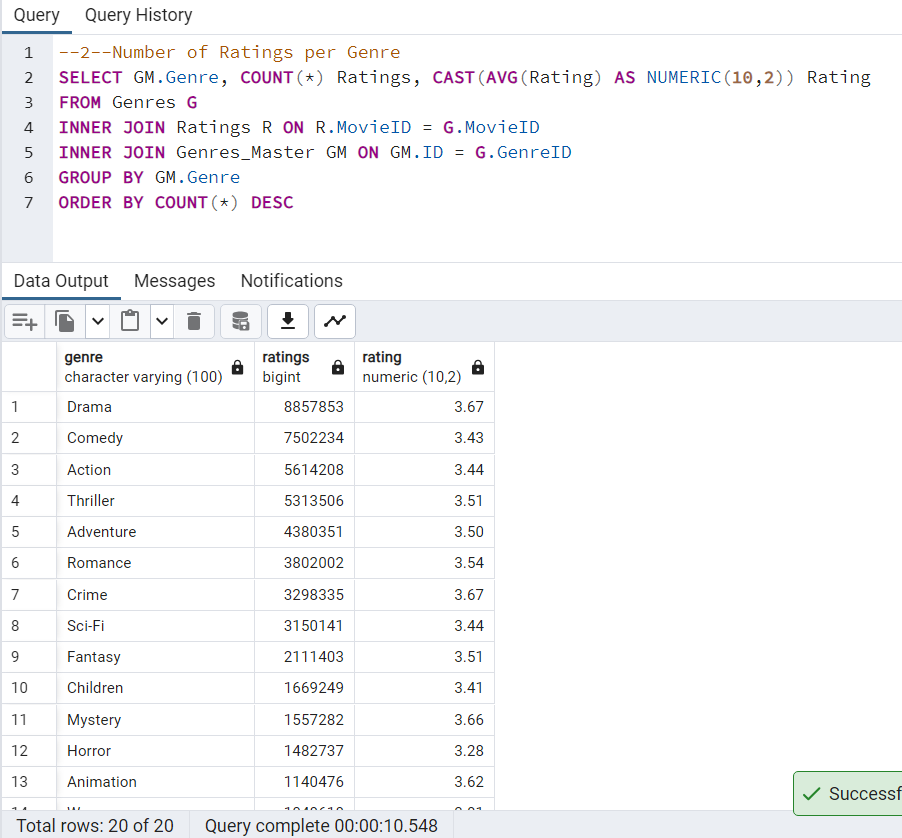 Query Query History
1 --2--Number of Ratings per Genre
2 SELECT GM.Genre, COUNT(*) Ratings, CAST(AVG(Rating) AS NUMERIC(10,2)) Rating
3 FROM Genres G
4 INNER JOIN Ratings R ON R.MovieID = G.MovieID
5 INNER JOIN Genres_Master GM ON GM.ID = G.GenreID
6 GROUP BY GM.Genre
7 ORDER BY COUNT(*) DESC
Data Output Messages Notifications
genre ratings rating
character varying (100) bigint numeric (10,2)
1 Drama 8857853 3.67
2 Comedy 7502234 3.43
3 Action 5614208 3.44
4 Thriller 5313506 3.51
5 Adventure 4380351 3.50
6 Romance 3802002 3.54
7 Crime 3298335 3.67
8 Sci-Fi 3150141 3.44
9 Fantasy 2111403 3.51
10 Children 1669249 3.41
11 Mystery 1557282 3.66
12 Horror 1482737 3.28
13 Animation 1140476 3.62
Successf
Total rows: 20 of 20 Query complete 00:00:10.548